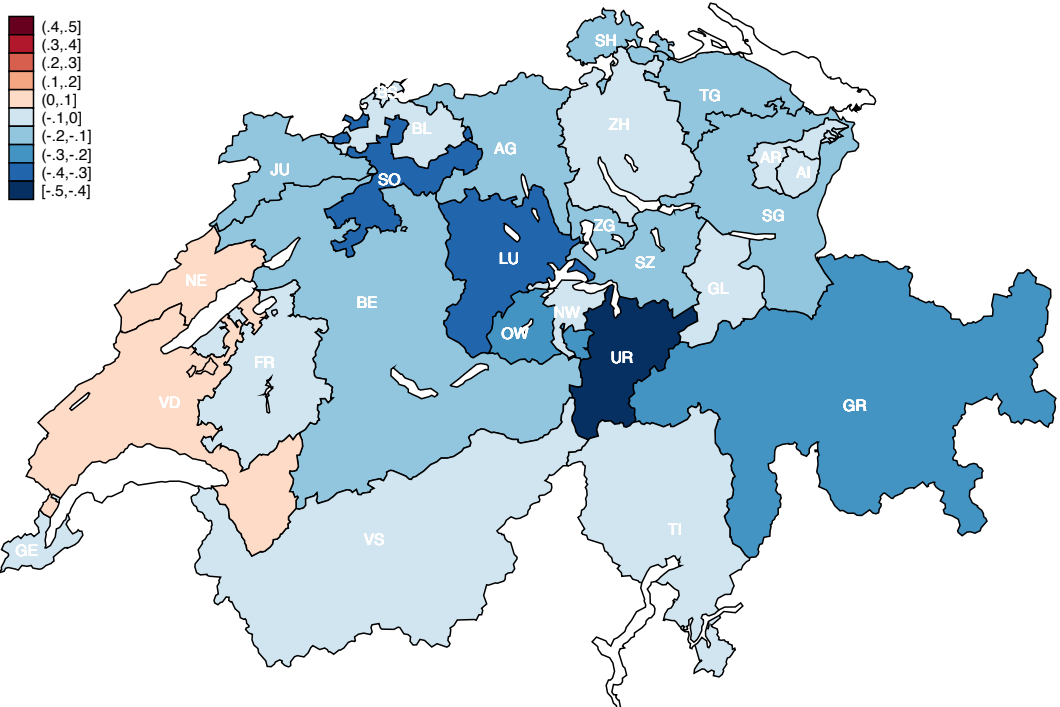 (.4,.5]
(.3,.4]
(.2,.3]
(.1,.2]
(0,.1]
(-.1,0]
(-.2,-.1]
(-.3,-.2]
(-.4,-.3]
[-.5,-.4]
SH
TG
ZH
BL
AG
AR
AI
JU
SO
SG
ZG
LU
SZ
NE
GL
BE
NW
OW
UR
FR
VD
GR
TI
VS
GE